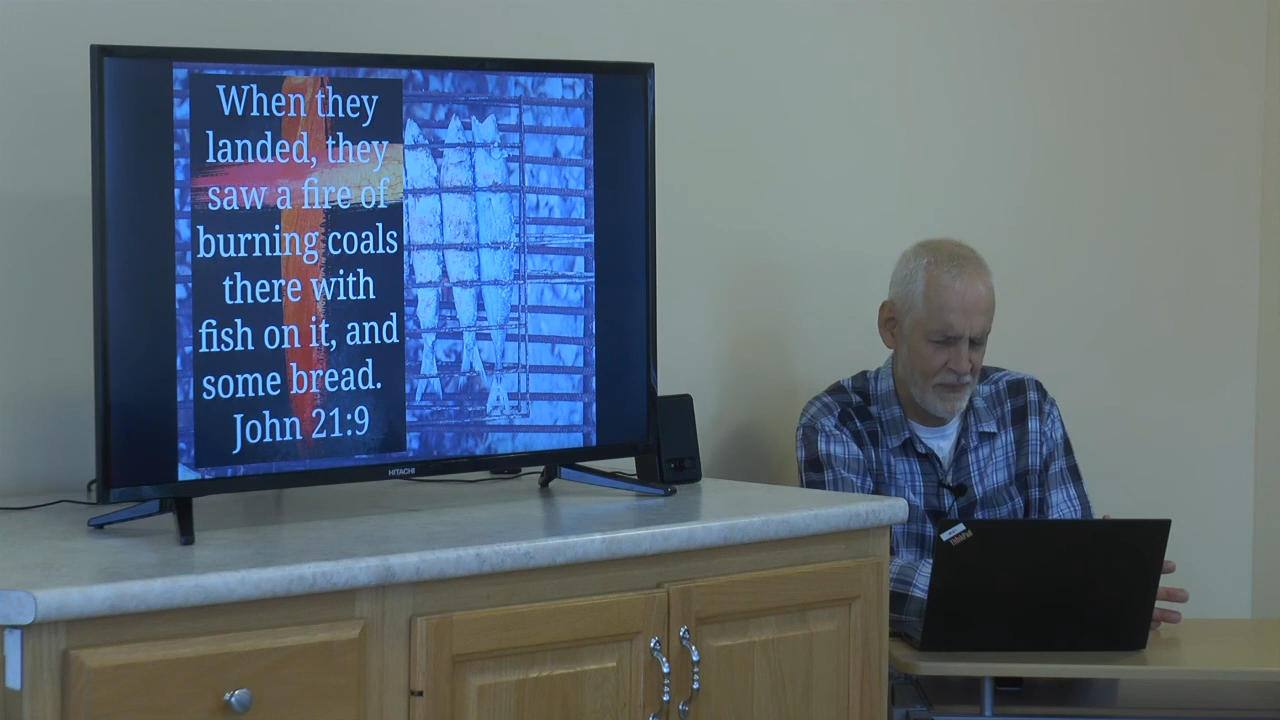 When they
landed, they
saw a fire of
burning coals
there with
fish on it, and
some bread.
John 21:9
HITACHI
ThinkPad